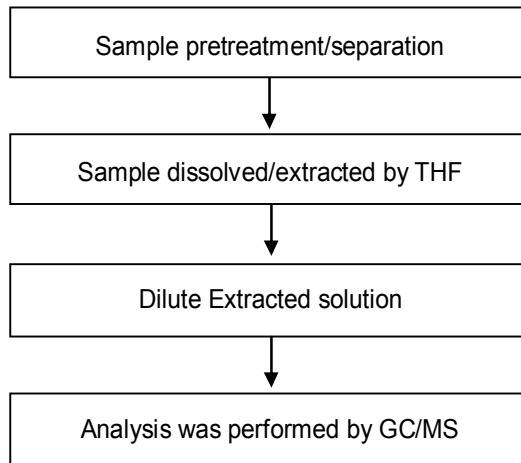 Sample pretreatment/separation
Sample dissolved/extracted by THF
Dilute Extracted solution
Analysis was performed by GC/MS